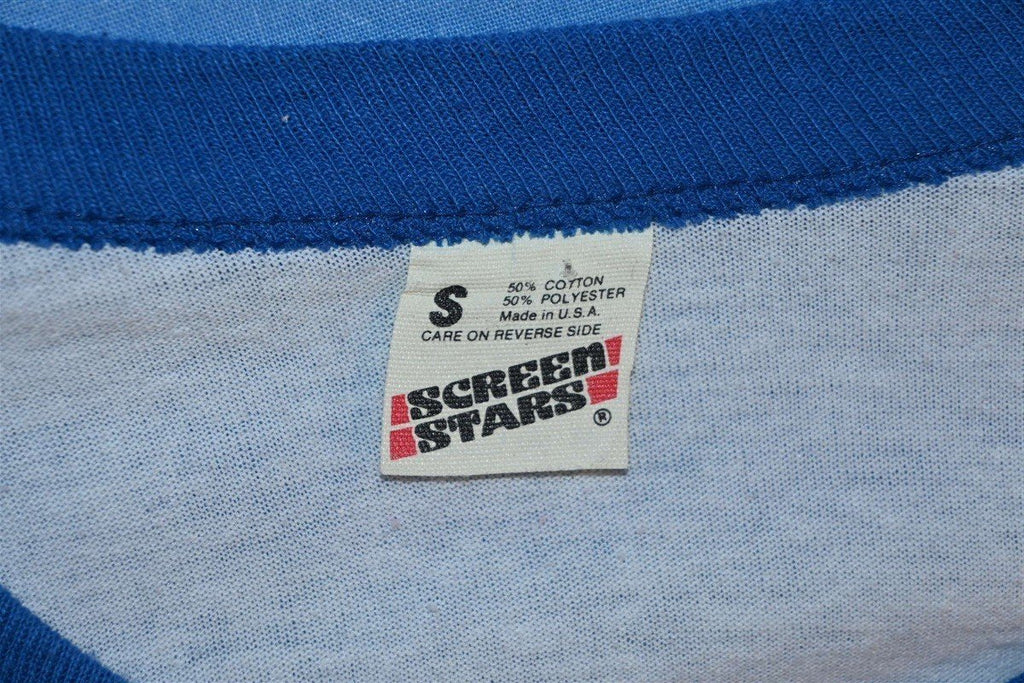 S
50% COTTON
50% POLYESTER
Made in U.S.A.
CARE ON REVERSE SIDE
SCREEN
STARS®